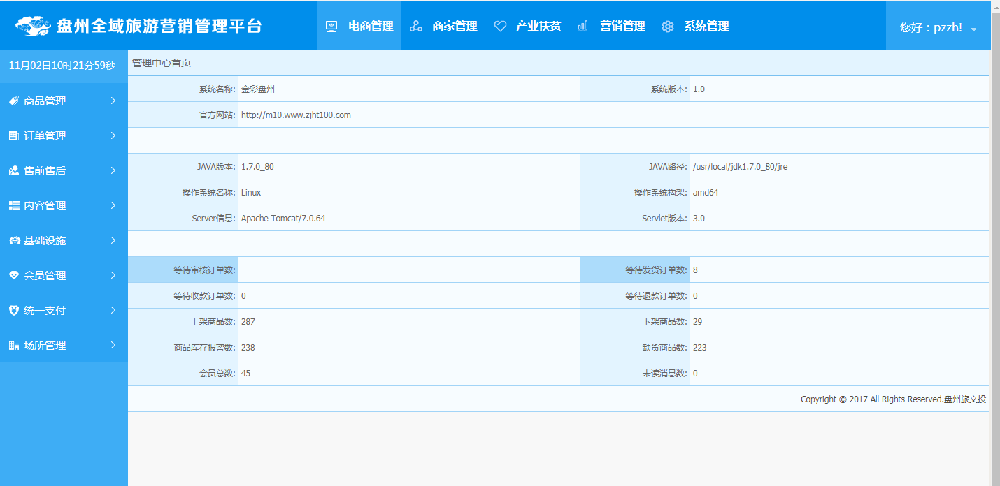 盘州全域旅游营销管理平台 电商管理 商家管理 产业扶贫 营销管理 系统管理 您好：pzzh!
11月02日10时21分59秒
管理中心首页
商品管理
订单管理
售前售后
内容管理
基础设施
会员管理
统一支付
场所管理
系统名称: 金彩盘州 系统版本: 1.0
官方网站: http://m10.www.zjht100.com
JAVA版本: 1.7.0_80 JAVA路径: /usr/local/jdk1.7.0_80/jre
操作系统名称: Linux 操作系统构架: amd64
Server信息: Apache Tomcat/7.0.64 Servlet版本: 3.0
等待审核订单数: 等待发货订单数: 8
等待收款订单数: 0 等待退款订单数: 0
上架商品数: 287 下架商品数: 29
商品库存报警数: 238 缺货商品数: 223
会员总数: 45 未读消息数: 0
Copyright © 2017 All Rights Reserved.盘州旅文投